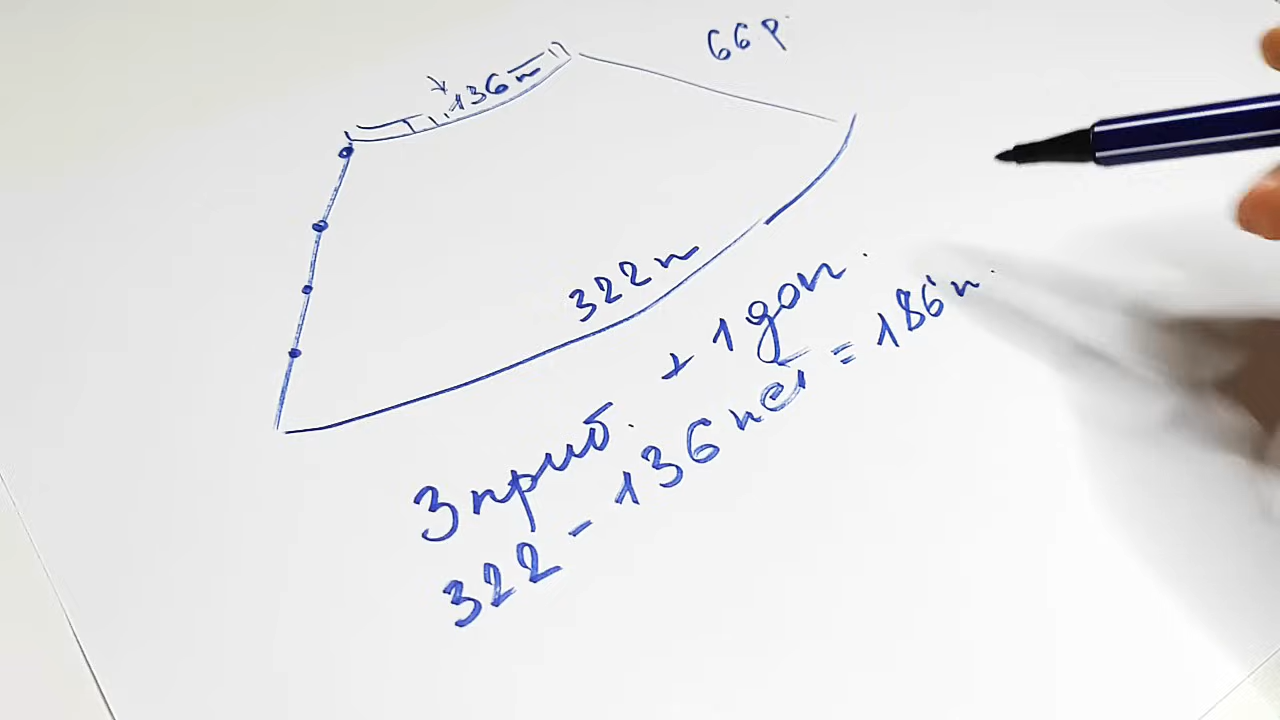 66 р.
136 п
322 п
3 приб. + 1 доп.
322 - 136 пет = 186 п.